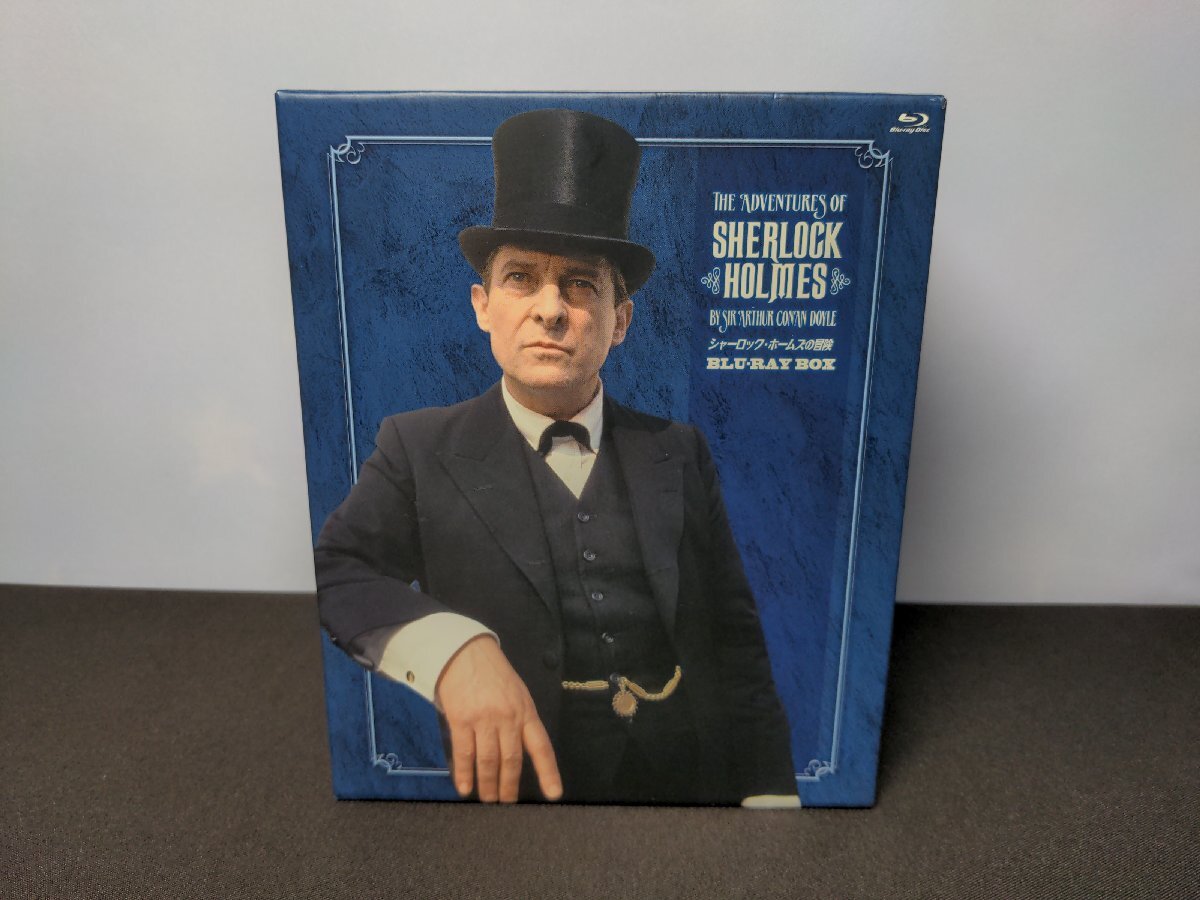 Blu-ray Disc
THE ADVENTURES OF
SHERLOCK
HOLMES
BY SIR ARTHUR CONAN DOYLE
シャーロック・ホームズの冒険
BLU-RAY BOX